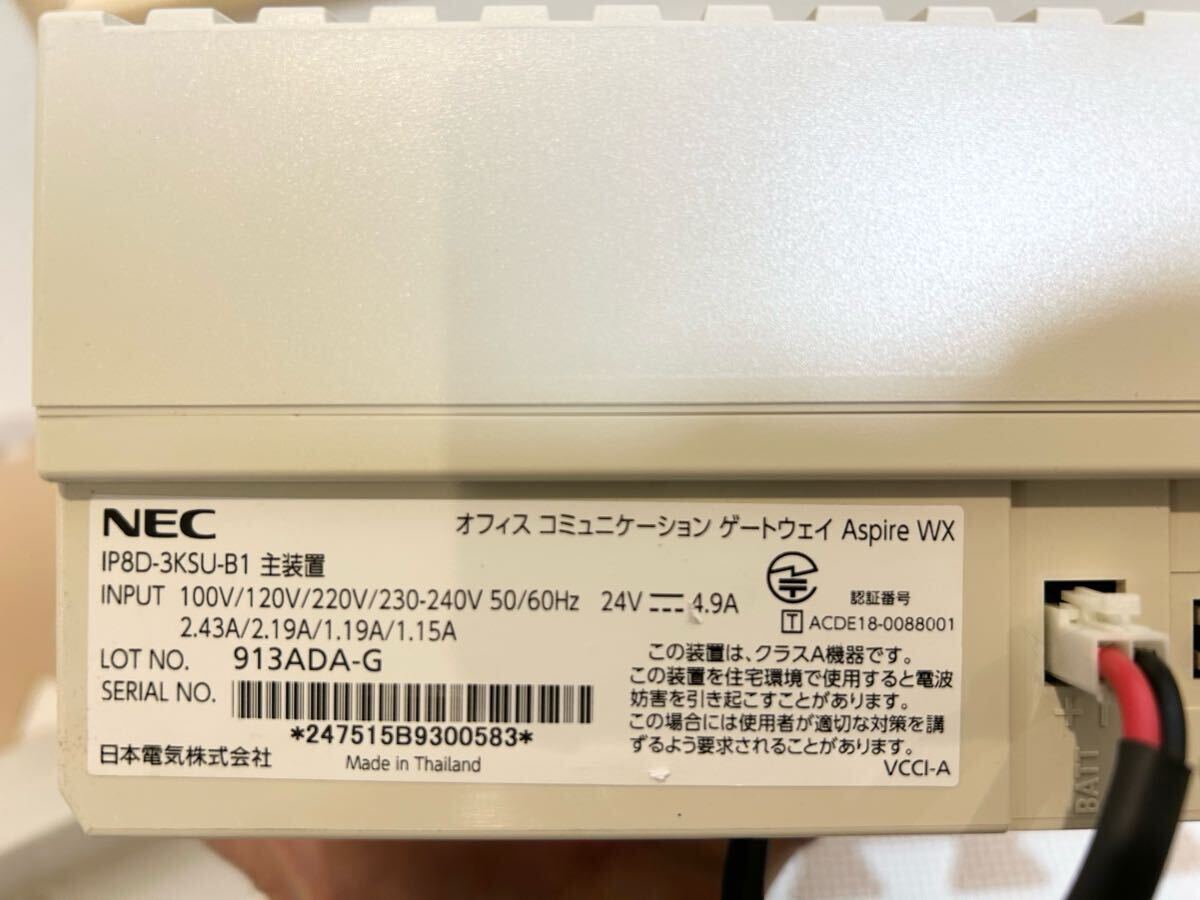 NEC
オフィス コミュニケーション ゲートウェイ Aspire WX
IP8D-3KSU-B1 主装置
INPUT 100V/120V/220V/230-240V 50/60Hz 24V 4.9A
2.43A/2.19A/1.19A/1.15A
認証番号
T ACDE18-0088001
LOT NO. 913ADA-G
SERIAL NO.
*247515B9300583*
日本電気株式会社
Made in Thailand
この装置は、クラスA機器です。
この装置を住宅環境で使用すると電波
妨害を引き起こすことがあります。
この場合には使用者が適切な対策を講
ずるよう要求されることがあります。
VCCI-A
+ −
BATT